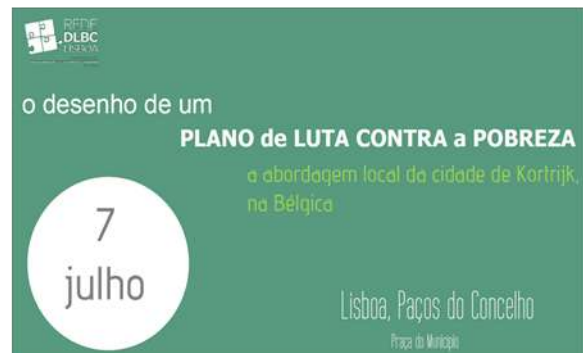 REDE
.DLBC
LISBOA
o desenho de um
PLANO de LUTA CONTRA a POBREZA
a abordagem local da cidade de Kortrijk,
na Bélgica
7
julho
Lisboa, Paços do Concelho
Praça do Município